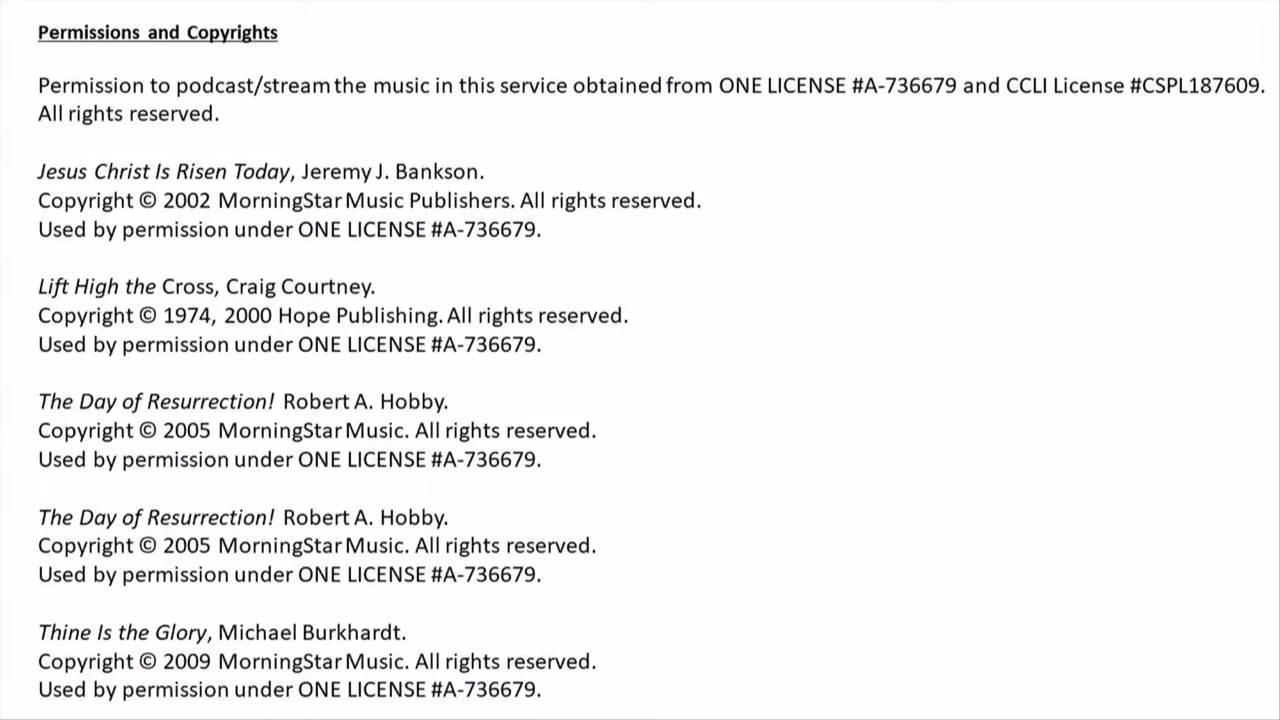 Permissions and Copyrights
Permission to podcast/stream the music in this service obtained from ONE LICENSE #A-736679 and CCLI License #CSPL187609.
All rights reserved.
Jesus Christ Is Risen Today, Jeremy J. Bankson.
Copyright © 2002 MorningStar Music Publishers. All rights reserved.
Used by permission under ONE LICENSE #A-736679.
Lift High the Cross, Craig Courtney.
Copyright © 1974, 2000 Hope Publishing. All rights reserved.
Used by permission under ONE LICENSE #A-736679.
The Day of Resurrection! Robert A. Hobby.
Copyright © 2005 MorningStar Music. All rights reserved.
Used by permission under ONE LICENSE #A-736679.
The Day of Resurrection! Robert A. Hobby.
Copyright © 2005 MorningStar Music. All rights reserved.
Used by permission under ONE LICENSE #A-736679.
Thine Is the Glory, Michael Burkhardt.
Copyright © 2009 MorningStar Music. All rights reserved.
Used by permission under ONE LICENSE #A-736679.